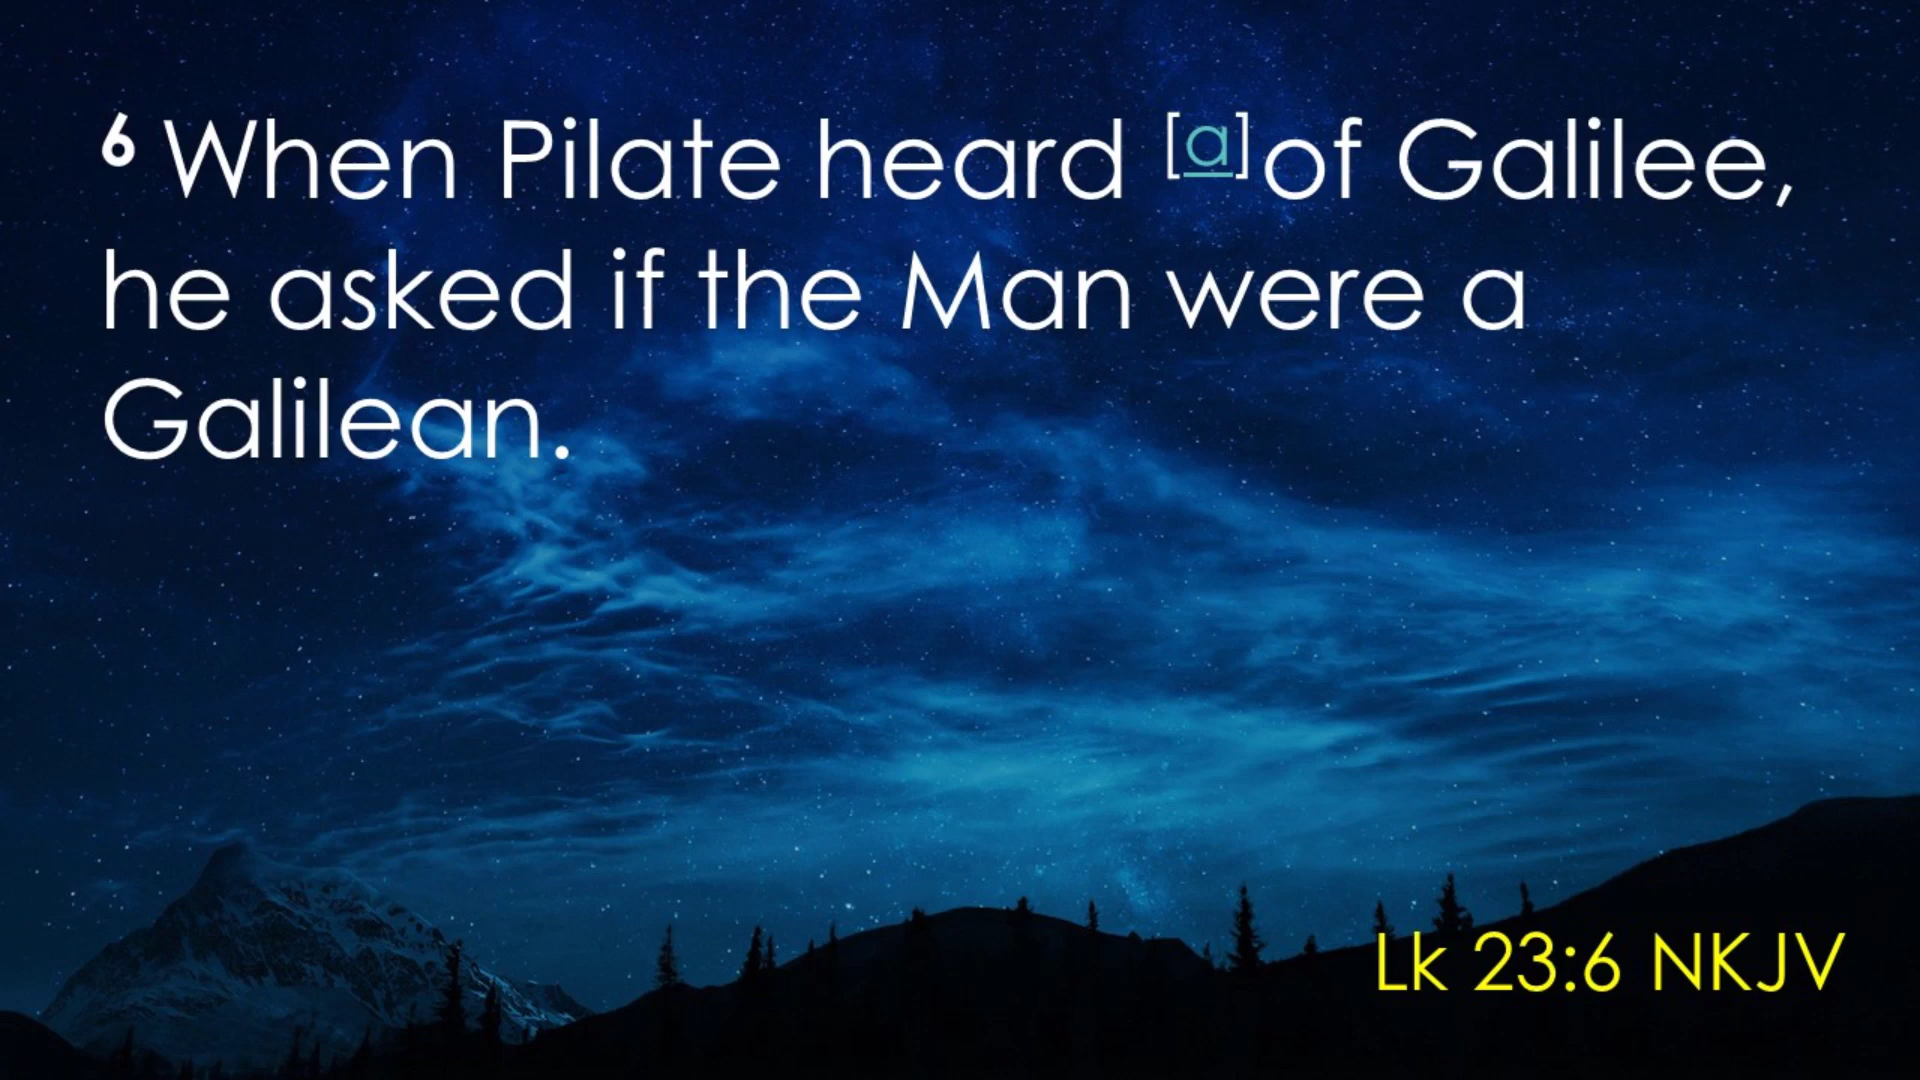 6 When Pilate heard [a]of Galilee,
he asked if the Man were a
Galilean.
Lk 23:6 NKJV